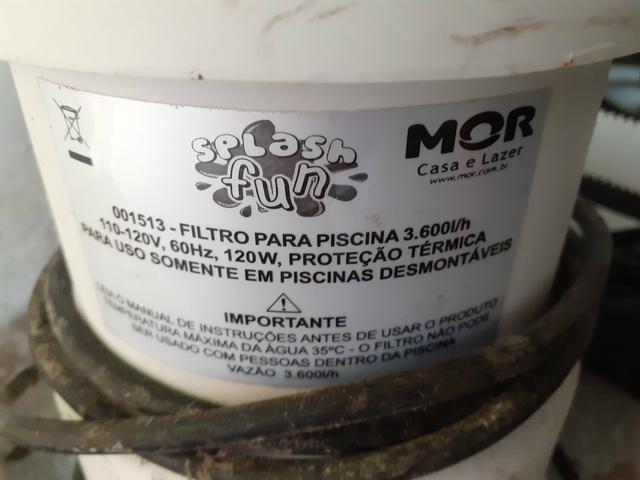 splash
fun
MOR
Casa e Lazer
www.mor.com.br
001513 - FILTRO PARA PISCINA 3.600l/h
110-120V, 60Hz, 120W, PROTEÇÃO TÉRMICA
PARA USO SOMENTE EM PISCINAS DESMONTÁVEIS
IMPORTANTE
LEIA O MANUAL DE INSTRUÇÕES ANTES DE USAR O PRODUTO
TEMPERATURA MÁXIMA DA ÁGUA 35ºC - O FILTRO NÃO PODE
SER USADO COM PESSOAS DENTRO DA PISCINA
VAZÃO 3.600l/h